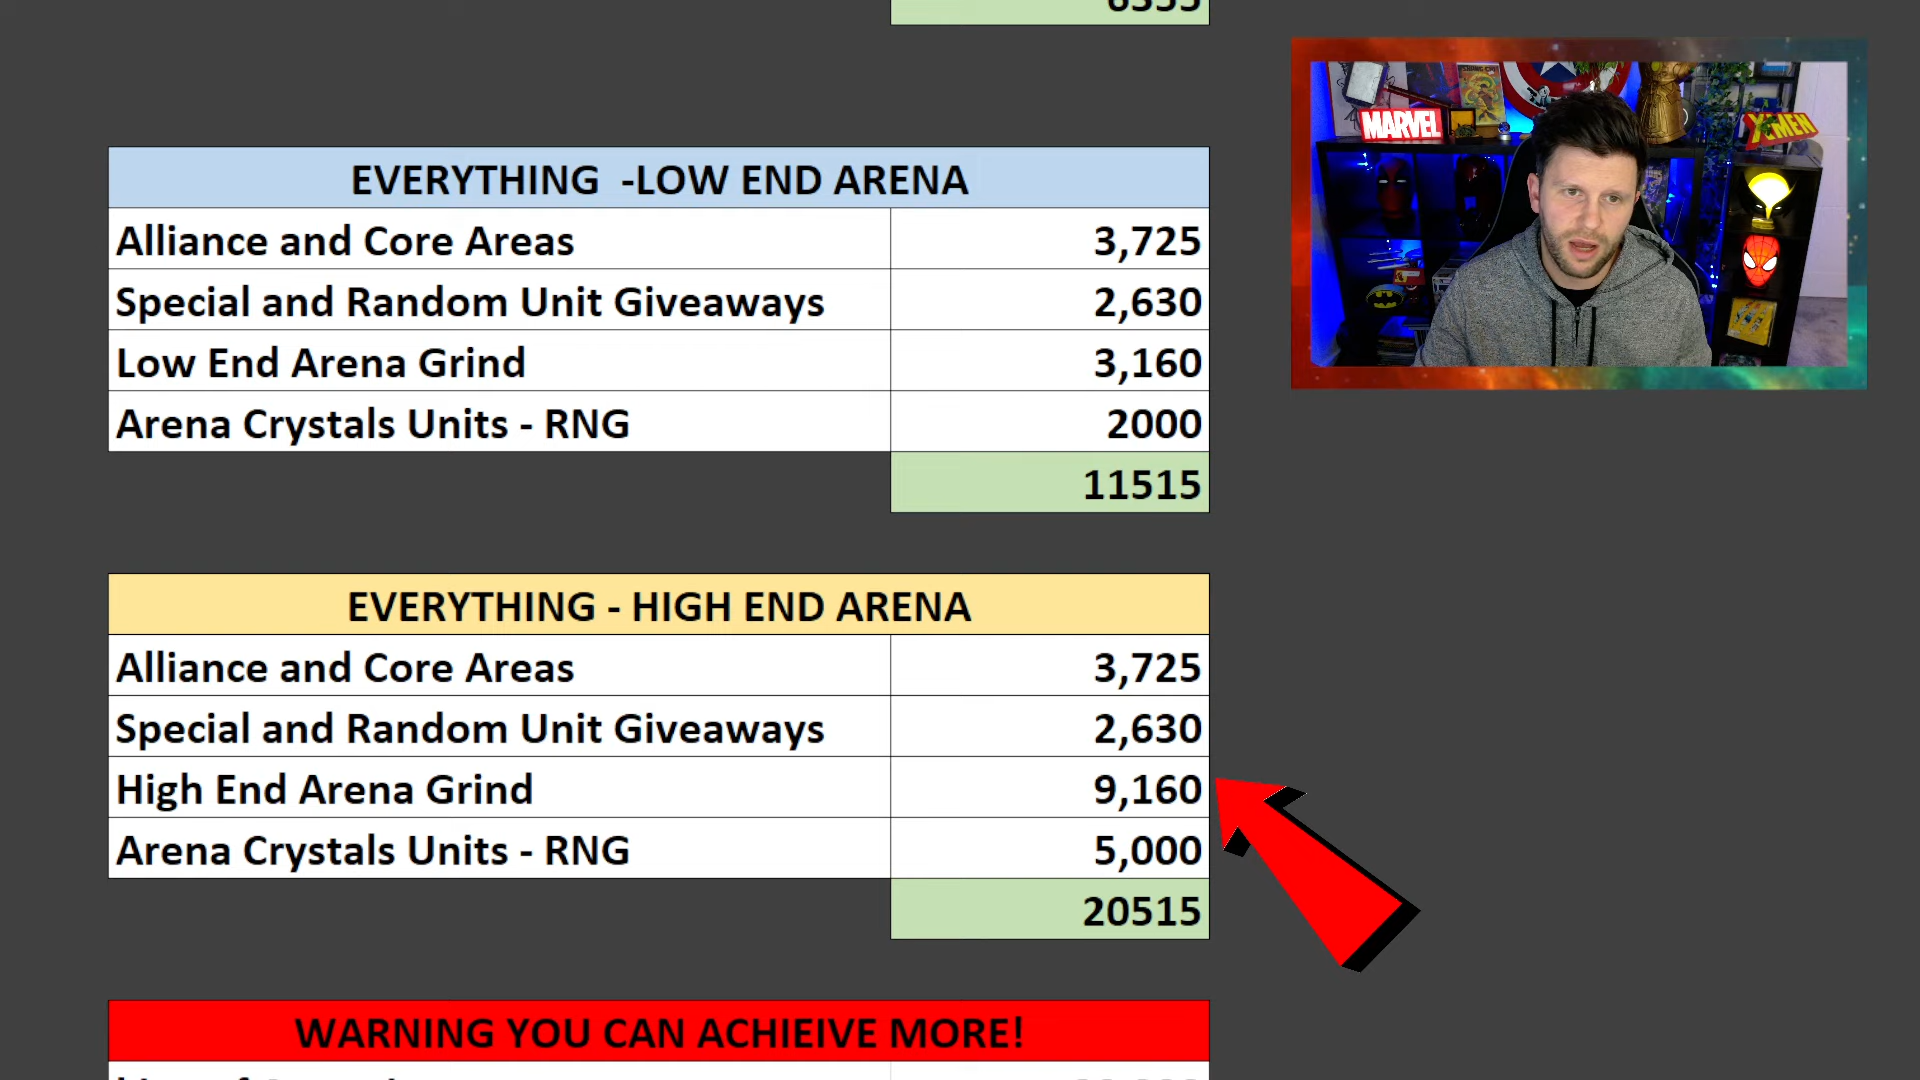 6355
MARVEL
X-MEN
EVERYTHING -LOW END ARENA
Alliance and Core Areas 3,725
Special and Random Unit Giveaways 2,630
Low End Arena Grind 3,160
Arena Crystals Units - RNG 2000
11515
EVERYTHING - HIGH END ARENA
Alliance and Core Areas 3,725
Special and Random Unit Giveaways 2,630
High End Arena Grind 9,160
Arena Crystals Units - RNG 5,000
20515
WARNING YOU CAN ACHIEIVE MORE!